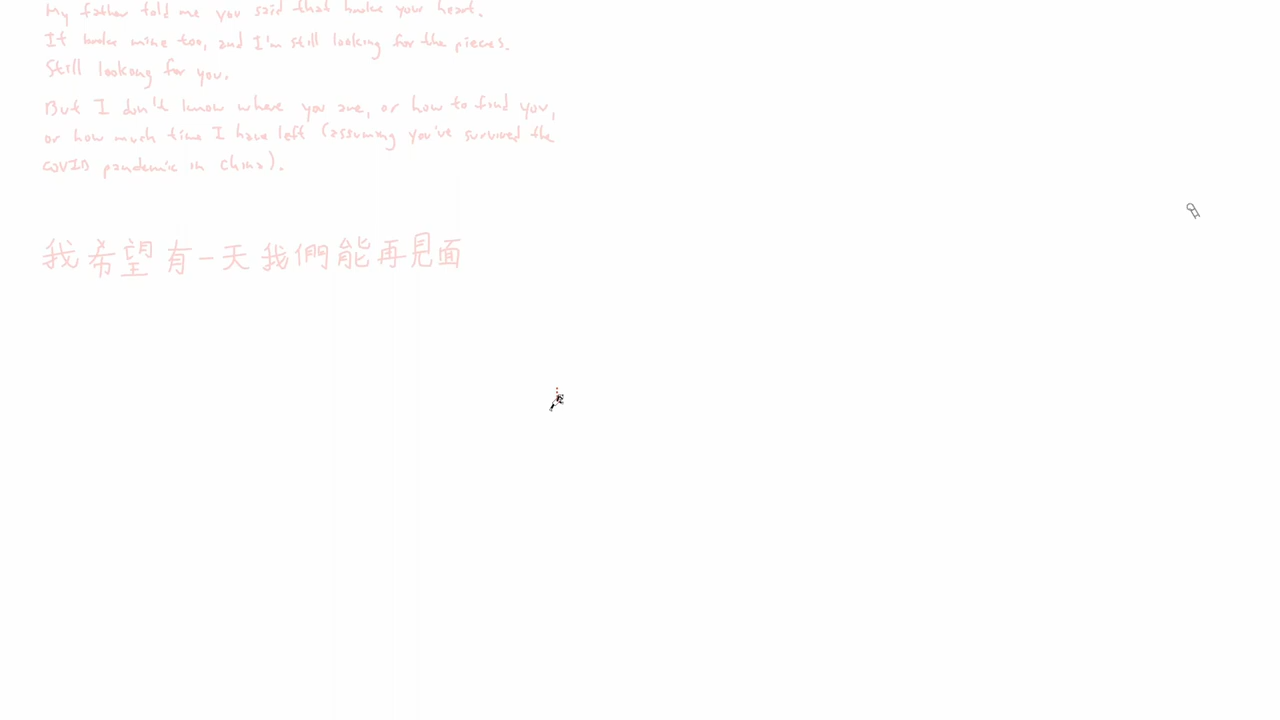 My father told me you said that broke your heart.
It broke mine too, and I'm still looking for the pieces.
Still looking for you.
But I don't know where you are, or how to find you,
or how much time I have left (assuming you've survived the
COVID pandemic in China).
我希望有一天我們能再見面